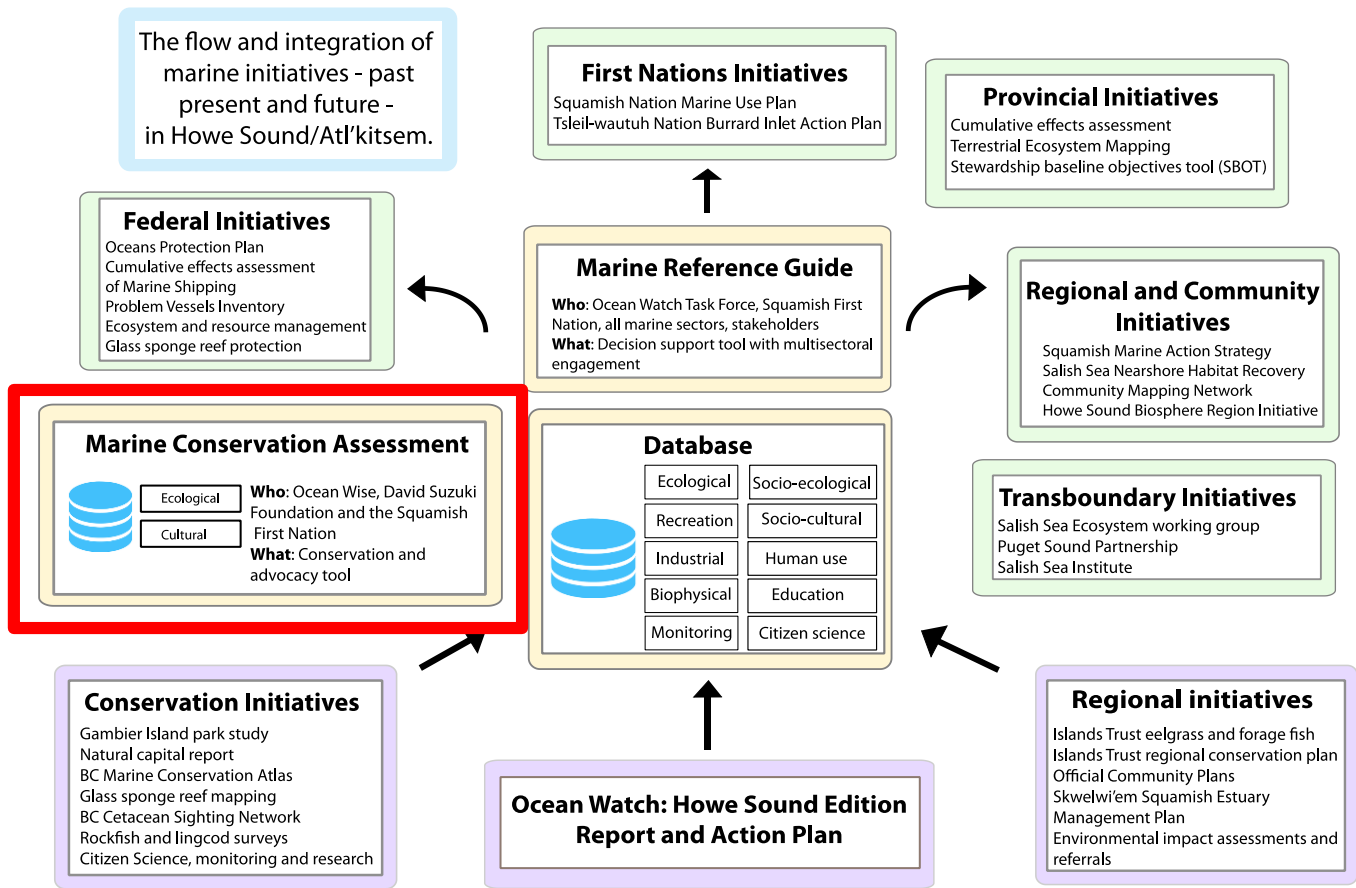 The flow and integration of
marine initiatives - past
present and future -
in Howe Sound/Atl'kitsem.
First Nations Initiatives
Squamish Nation Marine Use Plan
Tsleil-wautuh Nation Burrard Inlet Action Plan
Provincial Initiatives
Cumulative effects assessment
Terrestrial Ecosystem Mapping
Stewardship baseline objectives tool (SBOT)
Federal Initiatives
Oceans Protection Plan
Cumulative effects assessment
of Marine Shipping
Problem Vessels Inventory
Ecosystem and resource management
Glass sponge reef protection
Marine Reference Guide
Who: Ocean Watch Task Force, Squamish First
Nation, all marine sectors, stakeholders
What: Decision support tool with multisectoral
engagement
Regional and Community
Initiatives
Squamish Marine Action Strategy
Salish Sea Nearshore Habitat Recovery
Community Mapping Network
Howe Sound Biosphere Region Initiative
Marine Conservation Assessment
Ecological
Cultural
Who: Ocean Wise, David Suzuki
Foundation and the Squamish
First Nation
What: Conservation and
advocacy tool
Database
Ecological
Socio-ecological
Recreation
Socio-cultural
Industrial
Human use
Biophysical
Education
Monitoring
Citizen science
Transboundary Initiatives
Salish Sea Ecosystem working group
Puget Sound Partnership
Salish Sea Institute
Conservation Initiatives
Gambier Island park study
Natural capital report
BC Marine Conservation Atlas
Glass sponge reef mapping
BC Cetacean Sighting Network
Rockfish and lingcod surveys
Citizen Science, monitoring and research
Ocean Watch: Howe Sound Edition
Report and Action Plan
Regional initiatives
Islands Trust eelgrass and forage fish
Islands Trust regional conservation plan
Official Community Plans
Skwelwi'em Squamish Estuary
Management Plan
Environmental impact assessments and
referrals